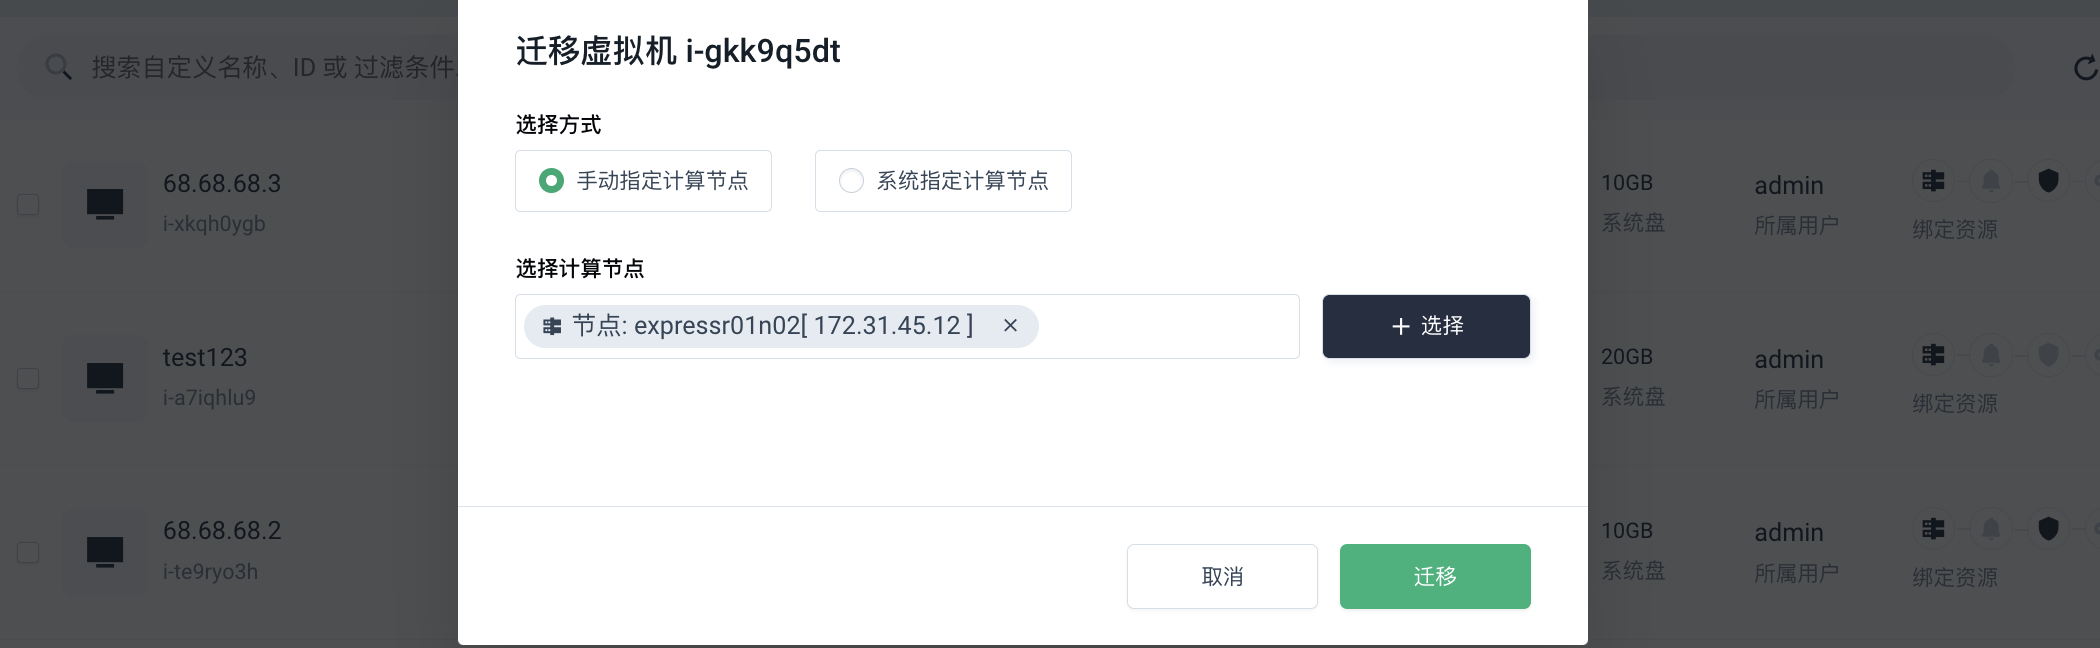 搜索自定义名称、ID 或 过滤条件
68.68.68.3
i-xkqh0ygb
test123
i-a7iqhlu9
68.68.68.2
i-te9ryo3h
迁移虚拟机 i-gkk9q5dt
选择方式
手动指定计算节点
系统指定计算节点
选择计算节点
节点: expressr01n02[ 172.31.45.12 ] ×
+ 选择
取消
迁移
10GB
系统盘
admin
所属用户
绑定资源
20GB
系统盘
admin
所属用户
绑定资源
10GB
系统盘
admin
所属用户
绑定资源